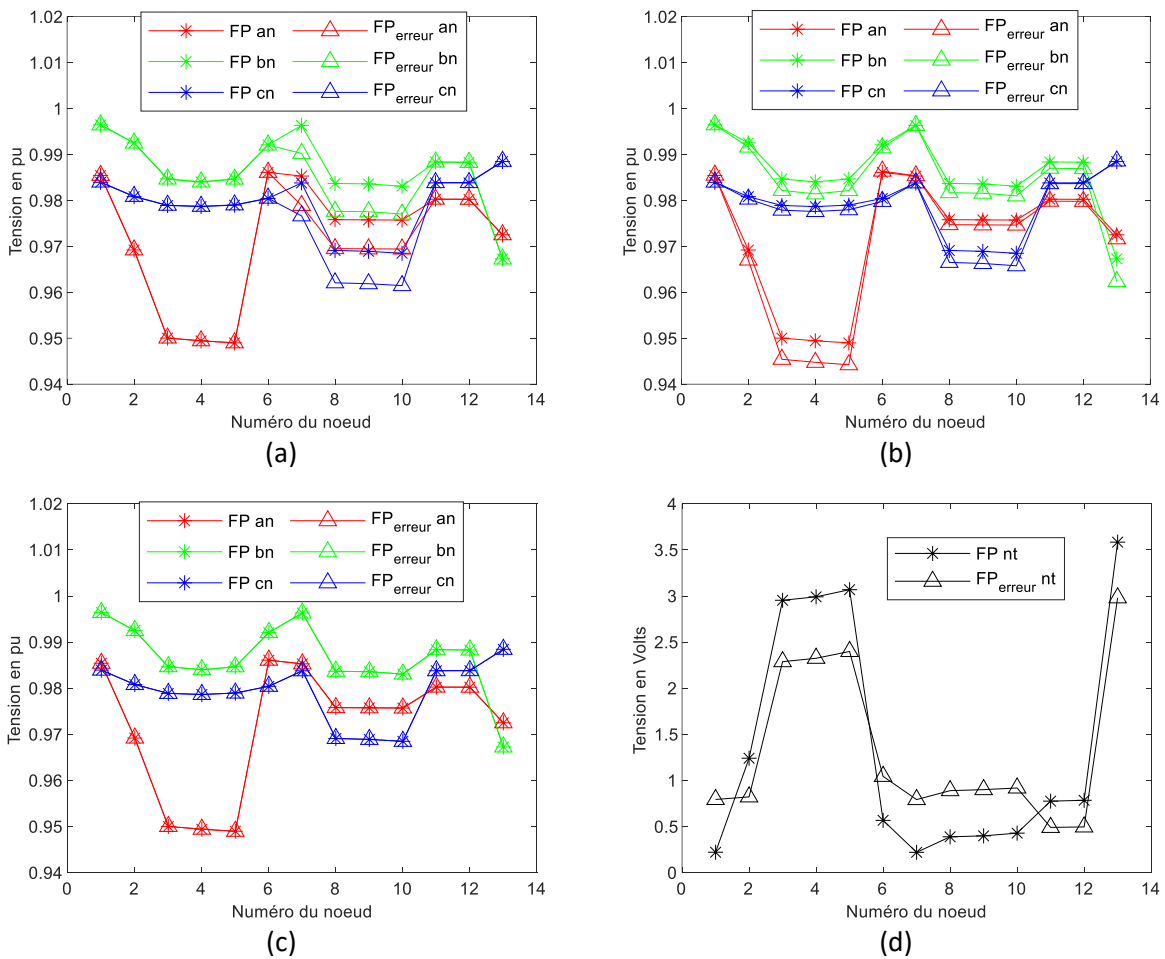 1.02
1.01
1
0.99
0.98
0.97
0.96
0.95
0.94
Tension en pu
FP an
FP bn
FP cn
FPerreur an
FPerreur bn
FPerreur cn
0 2 4 6 8 10 12 14
Numéro du noeud
(a)
1.02
1.01
1
0.99
0.98
0.97
0.96
0.95
0.94
Tension en pu
FP an
FP bn
FP cn
FPerreur an
FPerreur bn
FPerreur cn
0 2 4 6 8 10 12 14
Numéro du noeud
(b)
1.02
1.01
1
0.99
0.98
0.97
0.96
0.95
0.94
Tension en pu
FP an
FP bn
FP cn
FPerreur an
FPerreur bn
FPerreur cn
0 2 4 6 8 10 12 14
Numéro du noeud
(c)
4
3.5
3
2.5
2
1.5
1
0.5
0
Tension en Volts
FP nt
FPerreur nt
0 2 4 6 8 10 12 14
Numéro du noeud
(d)